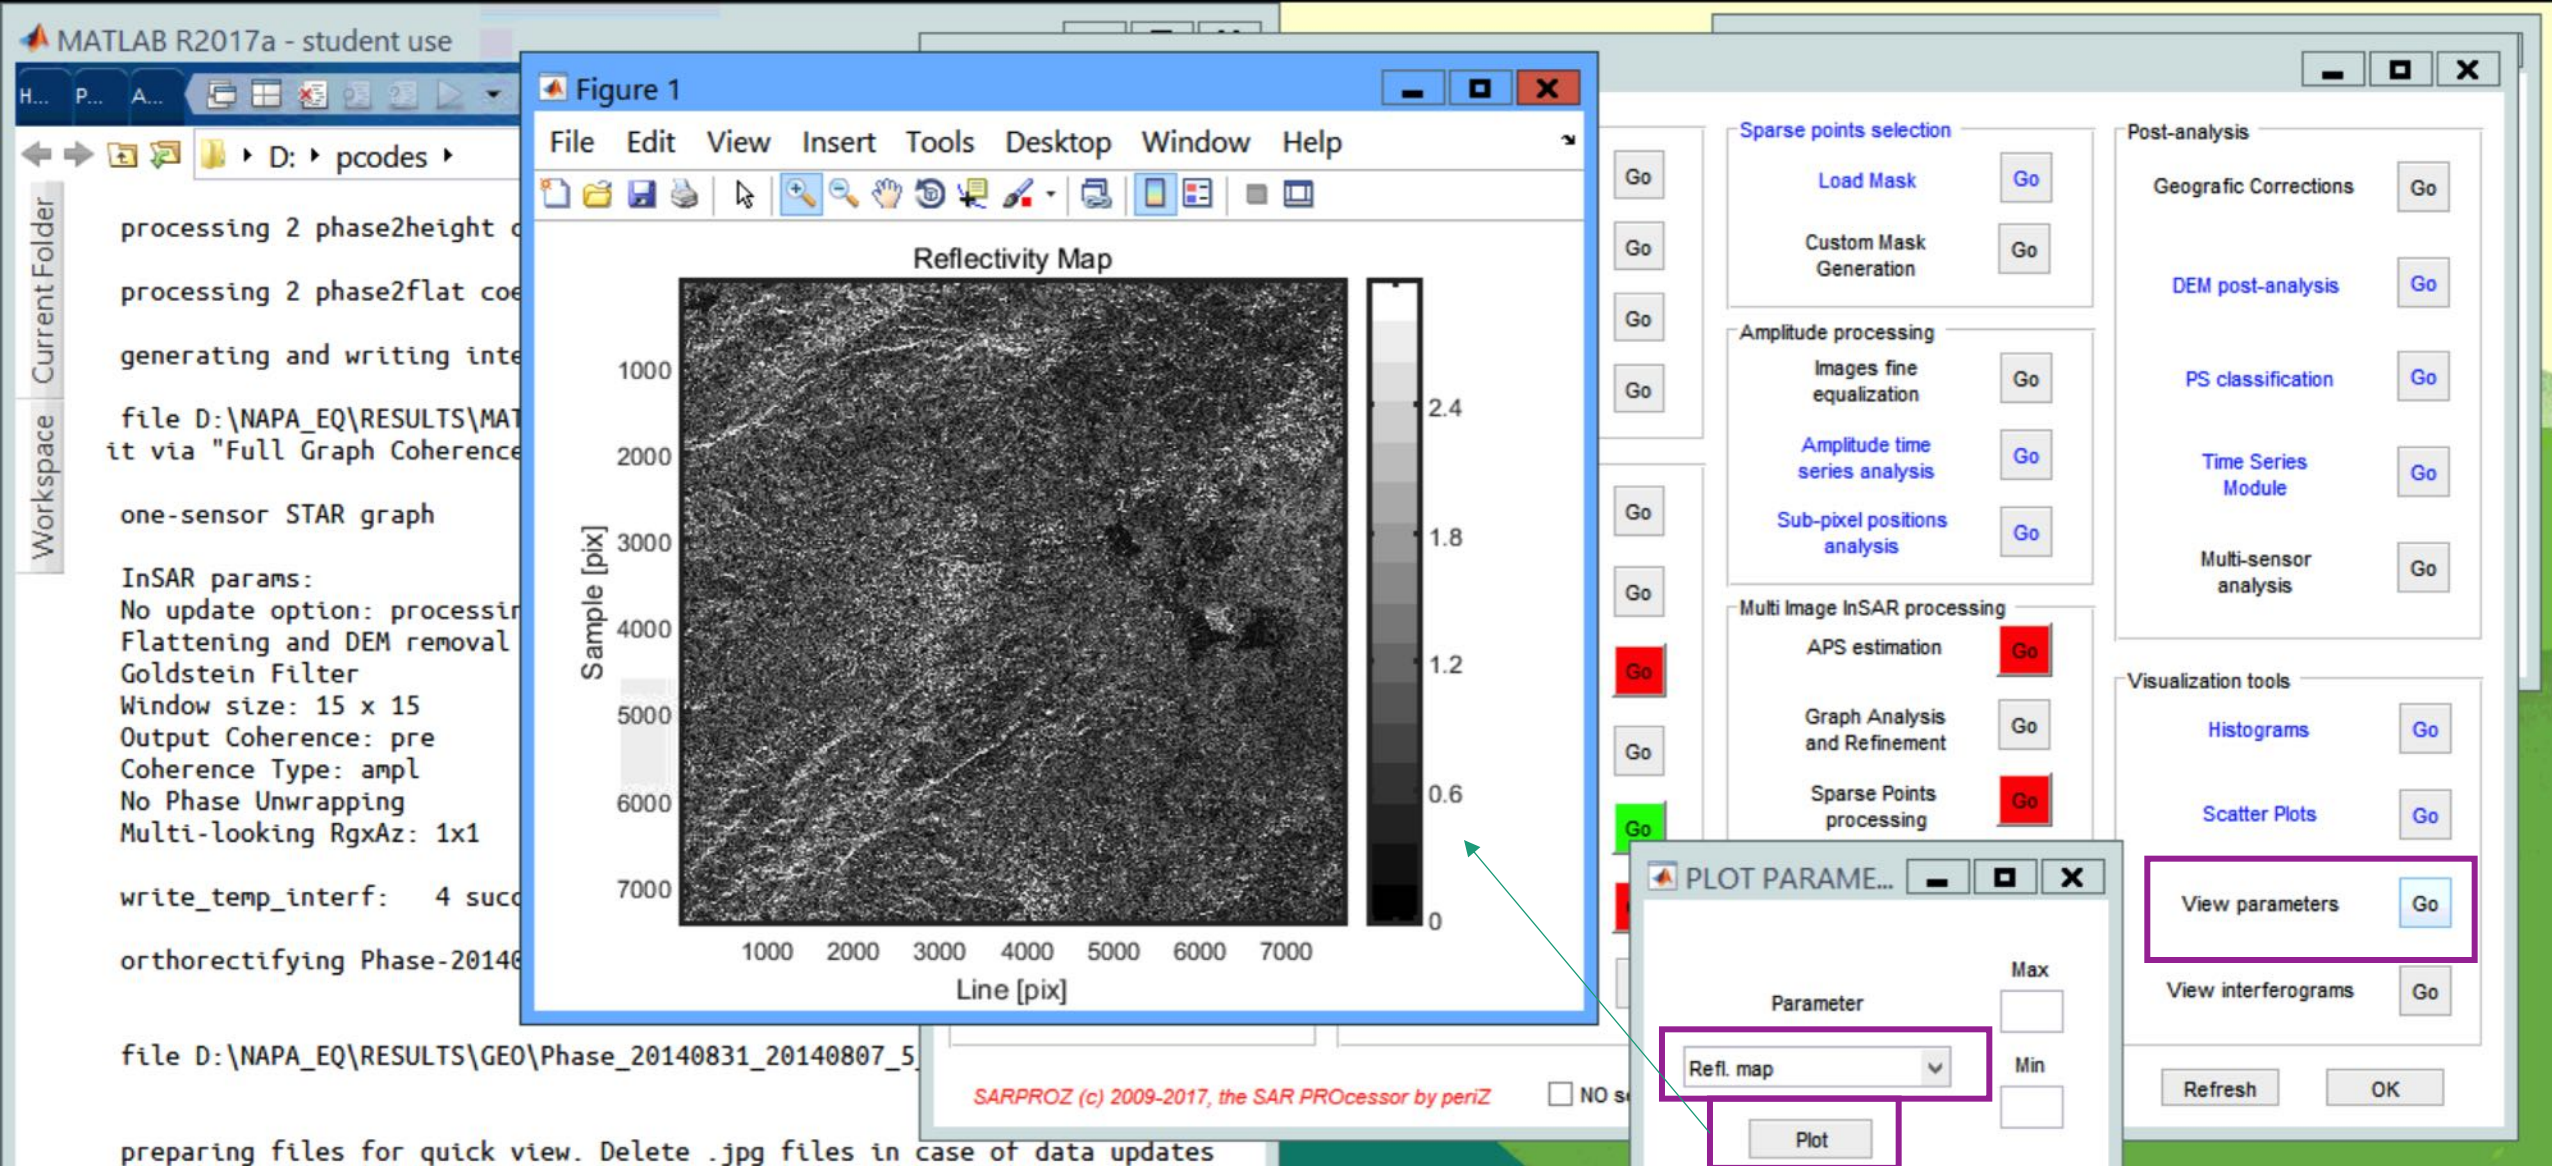 MATLAB R2017a - student use
H... P... A...
D: pcodes
Current Folder
Workspace
processing 2 phase2height
processing 2 phase2flat coe
generating and writing inte
file D:\NAPA_EQ\RESULTS\MAT
it via "Full Graph Coherence
one-sensor STAR graph
InSAR params:
No update option: processin
Flattening and DEM removal
Goldstein Filter
Window size: 15 x 15
Output Coherence: pre
Coherence Type: ampl
No Phase Unwrapping
Multi-looking RgxAz: 1x1
write_temp_interf: 4 succ
orthorectifying Phase-20140
file D:\NAPA_EQ\RESULTS\GEO\Phase_20140831_20140807_5_
preparing files for quick view. Delete .jpg files in case of data updates
Figure 1
File Edit View Insert Tools Desktop Window Help
Reflectivity Map
Sample [pix]
1000
2000
3000
4000
5000
6000
7000
1000 2000 3000 4000 5000 6000 7000
Line [pix]
2.4
1.8
1.2
0.6
0
Go
Go
Go
Go
Go
Go
Go
Go
Go
Sparse points selection
Load Mask Go
Custom Mask
Generation Go
Amplitude processing
Images fine
equalization Go
Amplitude time
series analysis Go
Sub-pixel positions
analysis Go
Multi Image InSAR processing
APS estimation Go
Graph Analysis
and Refinement Go
Sparse Points
processing Go
Post-analysis
Geografic Corrections Go
DEM post-analysis Go
PS classification Go
Time Series
Module Go
Multi-sensor
analysis Go
Visualization tools
Histograms Go
Scatter Plots Go
View parameters Go
View interferograms Go
Refresh OK
SARPROZ (c) 2009-2017, the SAR PROcessor by periZ
NO s
PLOT PARAME...
Max
Parameter
Refl. map
Min
Plot